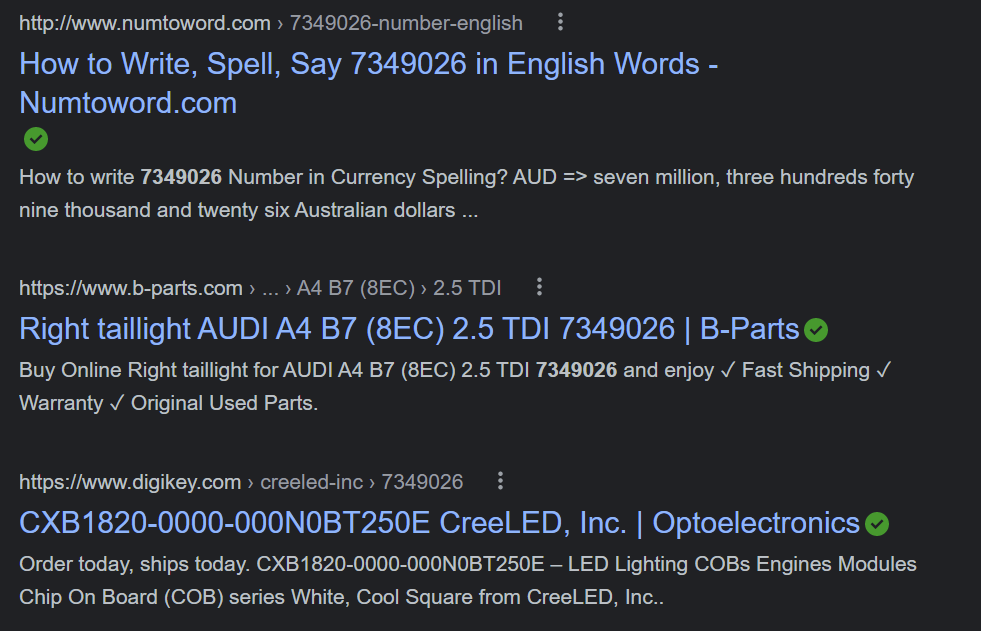 http://www.numtoword.com › 7349026-number-english
How to Write, Spell, Say 7349026 in English Words -
Numtoword.com
How to write 7349026 Number in Currency Spelling? AUD => seven million, three hundreds forty
nine thousand and twenty six Australian dollars ...
https://www.b-parts.com › ... › A4 B7 (8EC) › 2.5 TDI
Right taillight AUDI A4 B7 (8EC) 2.5 TDI 7349026 | B-Parts
Buy Online Right taillight for AUDI A4 B7 (8EC) 2.5 TDI 7349026 and enjoy ✓ Fast Shipping ✓
Warranty ✓ Original Used Parts.
https://www.digikey.com › creeled-inc › 7349026
CXB1820-0000-000N0BT250E CreeLED, Inc. | Optoelectronics
Order today, ships today. CXB1820-0000-000N0BT250E – LED Lighting COBs Engines Modules
Chip On Board (COB) series White, Cool Square from CreeLED, Inc..